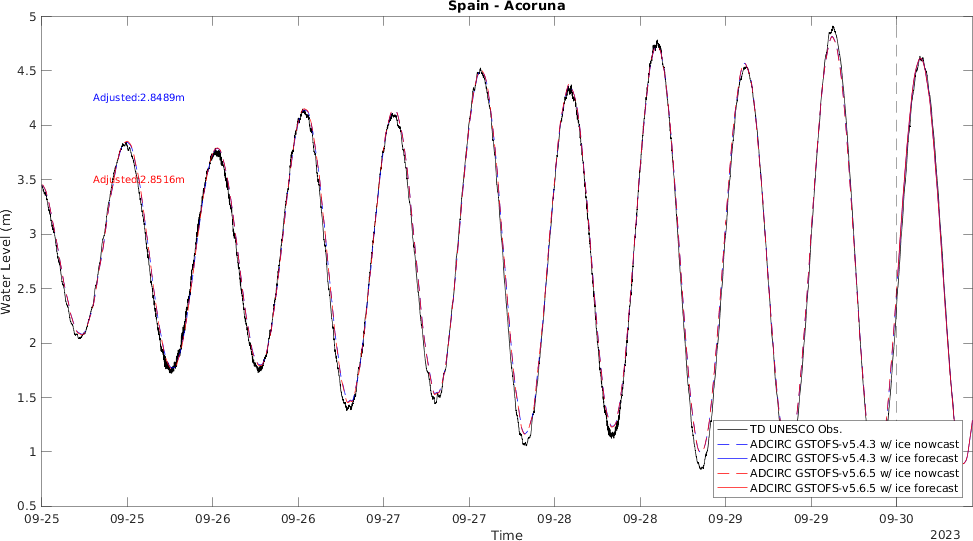 Spain - Acoruna
5
4.5
4
3.5
3
2.5
2
1.5
1
0.5
Water Level (m)
Adjusted:2.8489m
Adjusted:2.8516m
TD UNESCO Obs.
ADCIRC GSTOFS-v5.4.3 w/ ice nowcast
ADCIRC GSTOFS-v5.4.3 w/ ice forecast
ADCIRC GSTOFS-v5.6.5 w/ ice nowcast
ADCIRC GSTOFS-v5.6.5 w/ ice forecast
09-25 09-25 09-25 09-26 09-26 09-27 09-27 09-28 09-28 09-29 09-29 09-30
Time
2023